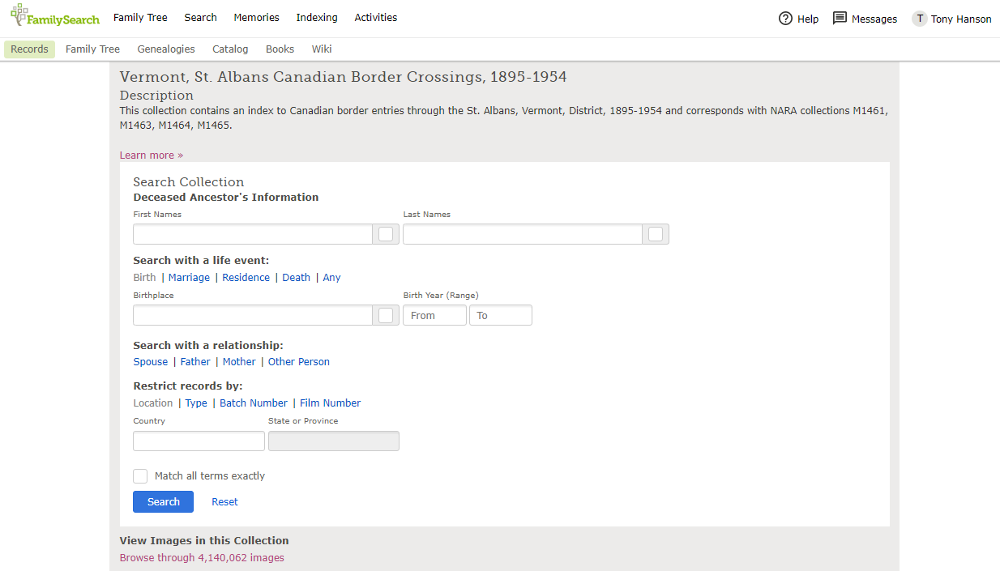 FamilySearch Family Tree Search Memories Indexing Activities Help Messages T Tony Hanson
Records Family Tree Genealogies Catalog Books Wiki
Vermont, St. Albans Canadian Border Crossings, 1895-1954
Description
This collection contains an index to Canadian border entries through the St. Albans, Vermont, District, 1895-1954 and corresponds with NARA collections M1461,
M1463, M1464, M1465.
Learn more »
Search Collection
Deceased Ancestor's Information
First Names Last Names
Search with a life event:
Birth | Marriage | Residence | Death | Any
Birthplace Birth Year (Range)
From To
Search with a relationship:
Spouse | Father | Mother | Other Person
Restrict records by:
Location | Type | Batch Number | Film Number
Country State or Province
Match all terms exactly
Search Reset
View Images in this Collection
Browse through 4,140,062 images